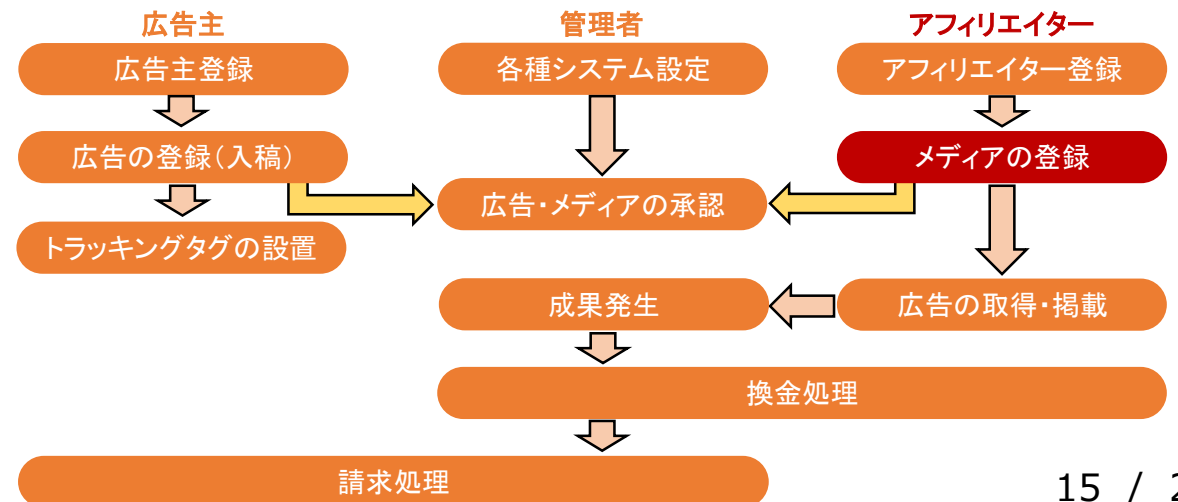 広告主
管理者
アフィリエイター
広告主登録
各種システム設定
アフィリエイター登録
広告の登録(入稿)
メディアの登録
広告・メディアの承認
トラッキングタグの設置
成果発生
広告の取得・掲載
換金処理
請求処理
15 / 2